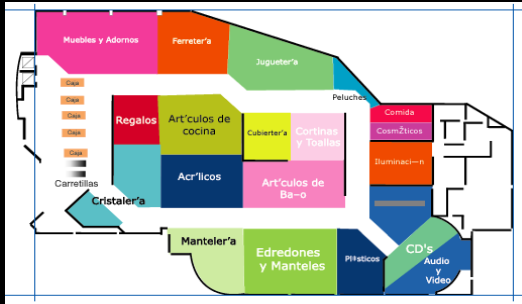 Muebles y Adornos
Ferreter'a
Jugueter'a
Peluches
Caja
Caja
Caja
Caja
Caja
Carretillas
Regalos
Art'culos de
cocina
Cubierter'a
Cortinas
y Toallas
Comida
CosmŽticos
Iluminaci—n
Acr'licos
Art'culos de
Ba–o
Cristaler'a
Manteler'a
Edredones
y Manteles
Pl‡sticos
CD's
Audio
y
Video